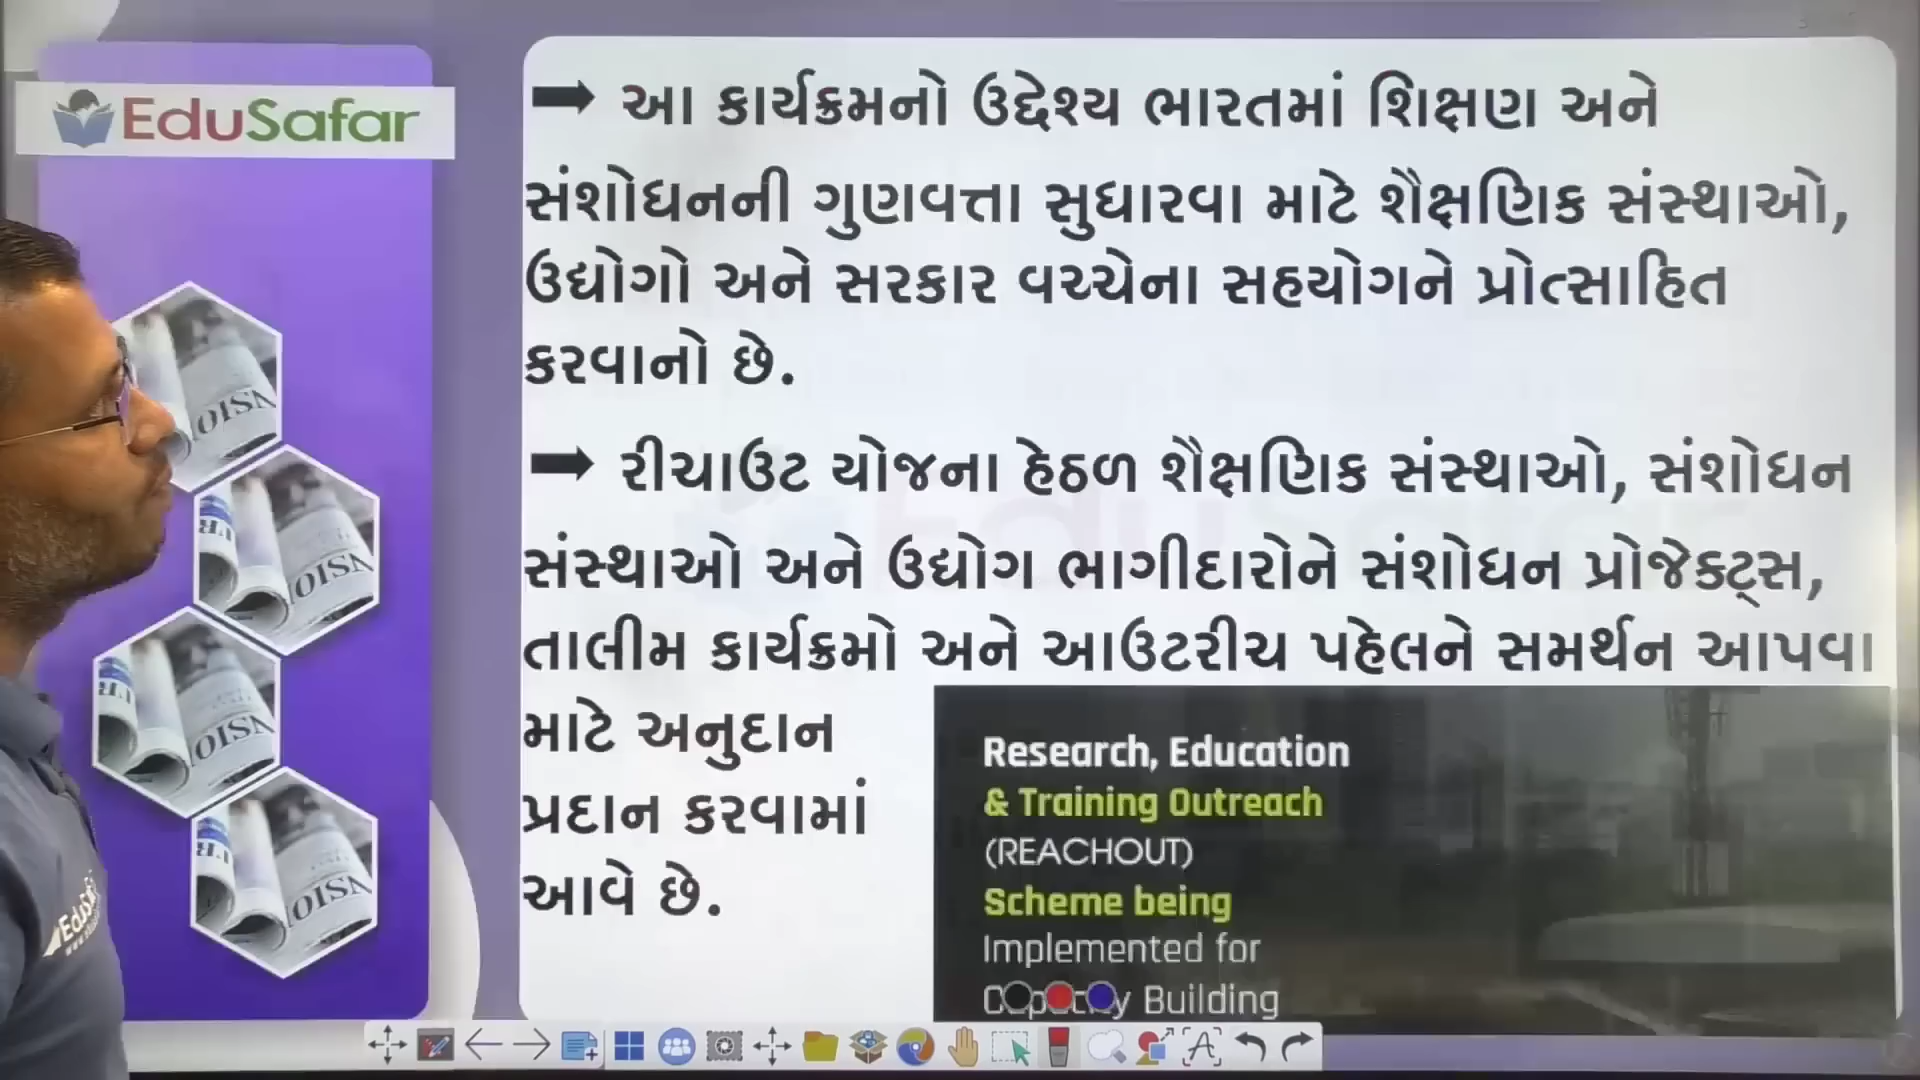 EduSafar
➡ આ કાર્યક્રમનો ઉદ્દેશ્ય ભારતમાં શિક્ષણ અને
સંશોધનની ગુણવત્તા સુધારવા માટે શૈક્ષણિક સંસ્થાઓ,
ઉદ્યોગો અને સરકાર વચ્ચેના સહયોગને પ્રોત્સાહિત
કરવાનો છે.
➡ રીચાઉટ યોજના હેઠળ શૈક્ષણિક સંસ્થાઓ, સંશોધન
સંસ્થાઓ અને ઉદ્યોગ ભાગીદારોને સંશોધન પ્રોજેક્ટ્સ,
તાલીમ કાર્યક્રમો અને આઉટરીચ પહેલને સમર્થન આપવા
માટે અનુદાન
પ્રદાન કરવામાં
આવે છે.
Research, Education
& Training Outreach
(REACHOUT)
Scheme being
Implemented for
Building